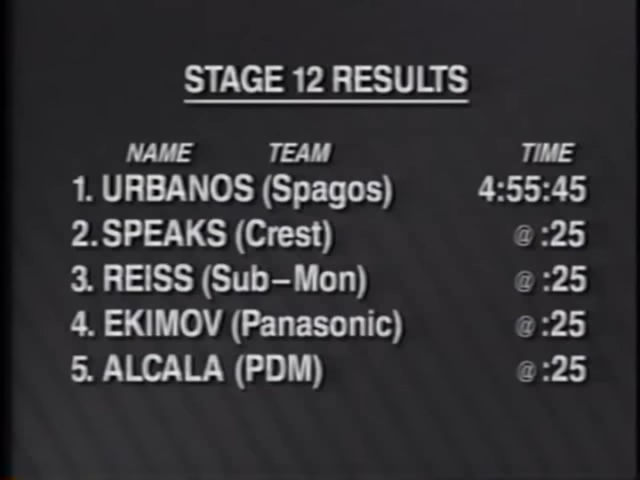 STAGE 12 RESULTS
NAME TEAM TIME
1. URBANOS (Spagos) 4:55:45
2. SPEAKS (Crest) @ :25
3. REISS (Sub-Mon) @ :25
4. EKIMOV (Panasonic) @ :25
5. ALCALA (PDM) @ :25